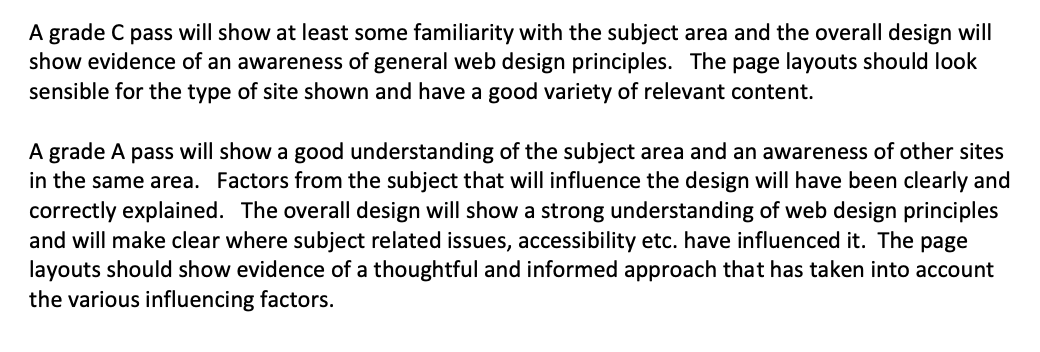 A grade C pass will show at least some familiarity with the subject area and the overall design will
show evidence of an awareness of general web design principles.   The page layouts should look
sensible for the type of site shown and have a good variety of relevant content.
A grade A pass will show a good understanding of the subject area and an awareness of other sites
in the same area.   Factors from the subject that will influence the design will have been clearly and
correctly explained.   The overall design will show a strong understanding of web design principles
and will make clear where subject related issues, accessibility etc. have influenced it.  The page
layouts should show evidence of a thoughtful and informed approach that has taken into account
the various influencing factors.